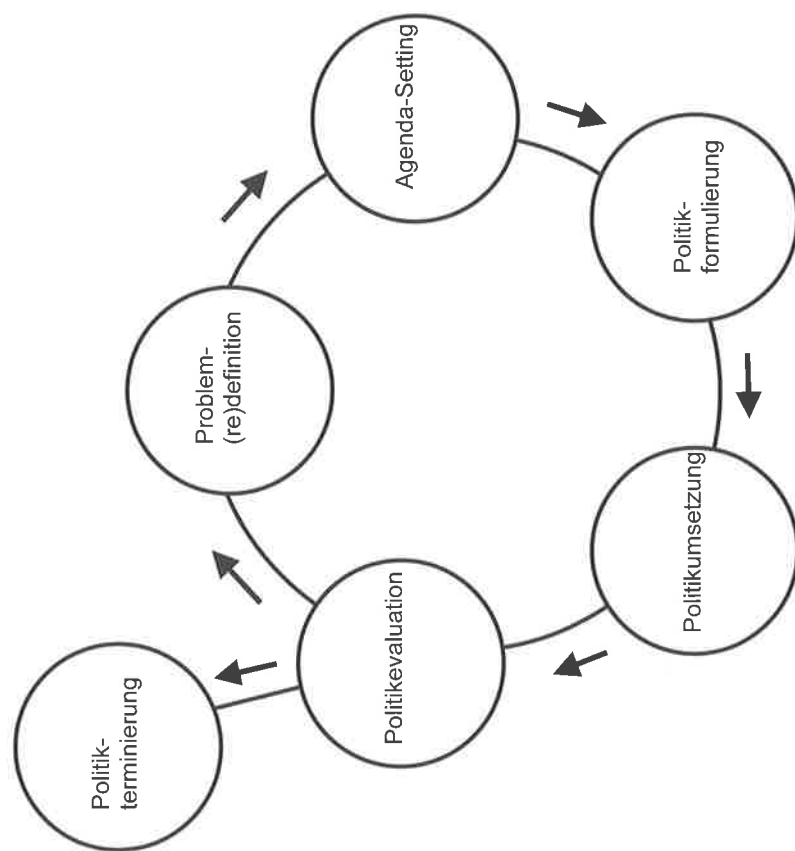 Problem-
(re)definition
Agenda-Setting
Politik-
formulierung
Politikumsetzung
Politikevaluation
Politik-
terminierung